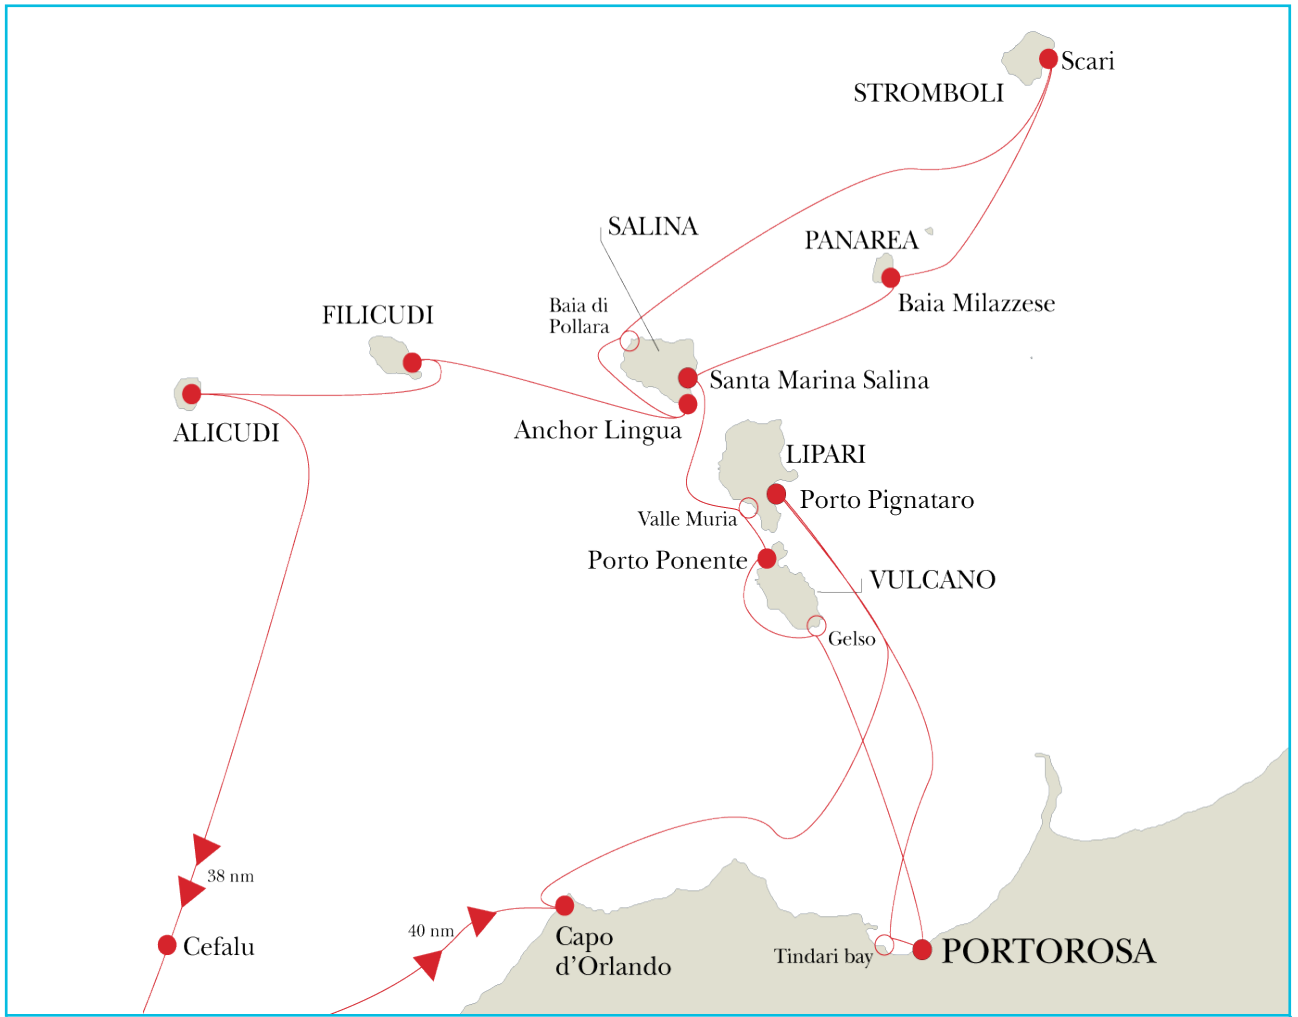 Scari
STROMBOLI
SALINA
PANAREA
Baia Milazzese
Baia di
Pollara
FILICUDI
Santa Marina Salina
ALICUDI
Anchor Lingua
LIPARI
Porto Pignataro
Valle Muria
Porto Ponente
VULCANO
Gelso
38 nm
40 nm
Cefalu
Capo
d’Orlando
Tindari bay
PORTOROSA